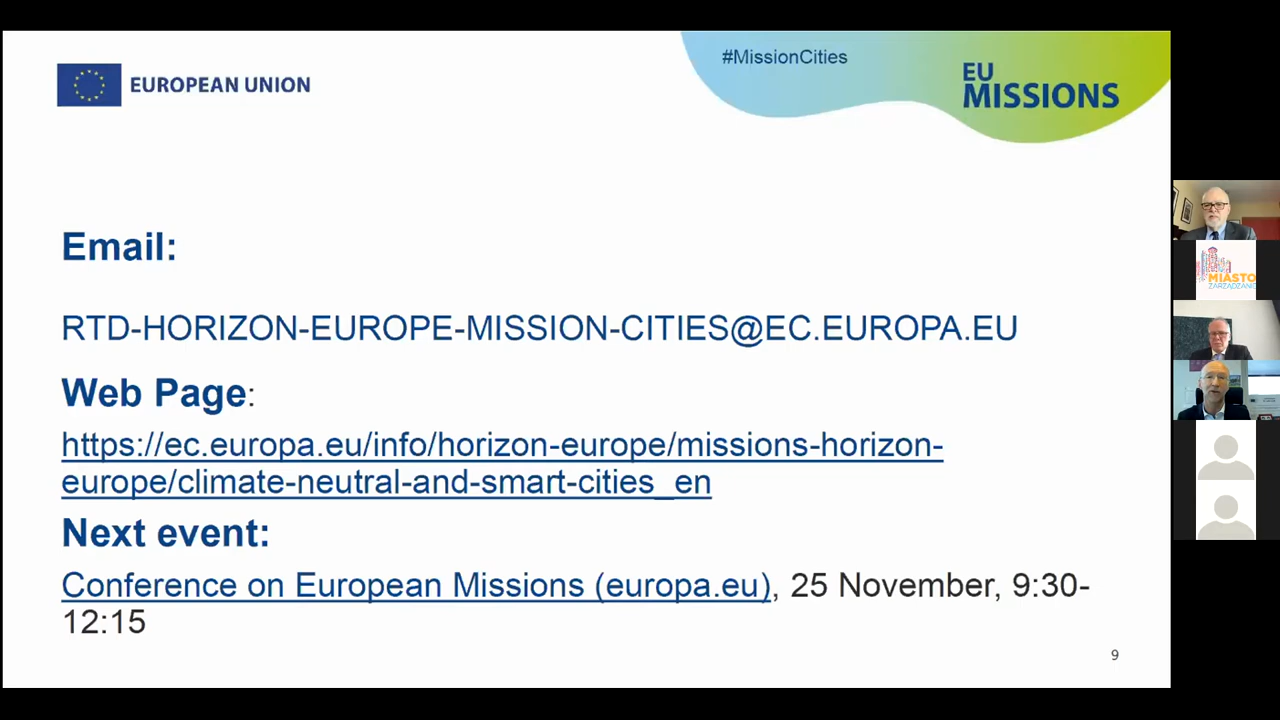 #MissionCities
EUROPEAN UNION
EU
MISSIONS
Email:
RTD-HORIZON-EUROPE-MISSION-CITIES@EC.EUROPA.EU
Web Page:
https://ec.europa.eu/info/horizon-europe/missions-horizon-
europe/climate-neutral-and-smart-cities_en
Next event:
Conference on European Missions (europa.eu), 25 November, 9:30-
12:15
9
MIASTO